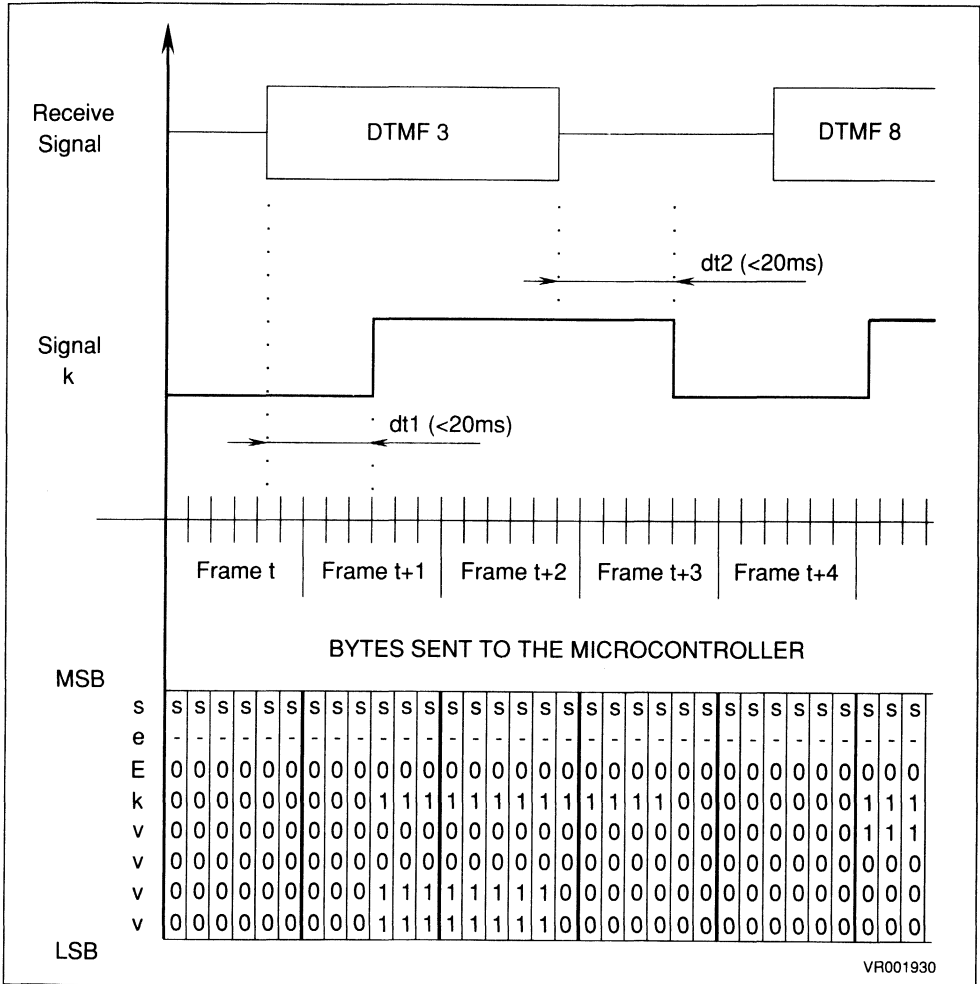 Receive
Signal
DTMF 3
DTMF 8
dt2 (<20ms)
Signal
k
dt1 (<20ms)
Frame t Frame t+1 Frame t+2 Frame t+3 Frame t+4
BYTES SENT TO THE MICROCONTROLLER
MSB
s s s s s s s s s s s s s s s s s s s s s s s s s s s s s s s s s s
e - - - - - - - - - - - - - - - - - - - - - - - - - - - - - - - - -
E 0 0 0 0 0 0 0 0 0 0 0 0 0 0 0 0 0 0 0 0 0 0 0 0 0 0 0 0 0 0 0 0 0
k 0 0 0 0 0 0 0 0 0 1 1 1 1 1 1 1 1 1 1 1 1 1 0 0 0 0 0 0 0 0 1 1 1
v 0 0 0 0 0 0 0 0 0 0 0 0 0 0 0 0 0 0 0 0 0 0 0 0 0 0 0 0 0 0 1 1 1
v 0 0 0 0 0 0 0 0 0 0 0 0 0 0 0 0 0 0 0 0 0 0 0 0 0 0 0 0 0 0 0 0 0
v 0 0 0 0 0 0 0 0 0 1 1 1 1 1 1 1 1 0 0 0 0 0 0 0 0 0 0 0 0 0 0 0 0
v 0 0 0 0 0 0 0 0 0 1 1 1 1 1 1 1 1 0 0 0 0 0 0 0 0 0 0 0 0 0 0 0 0
LSB
VR001930